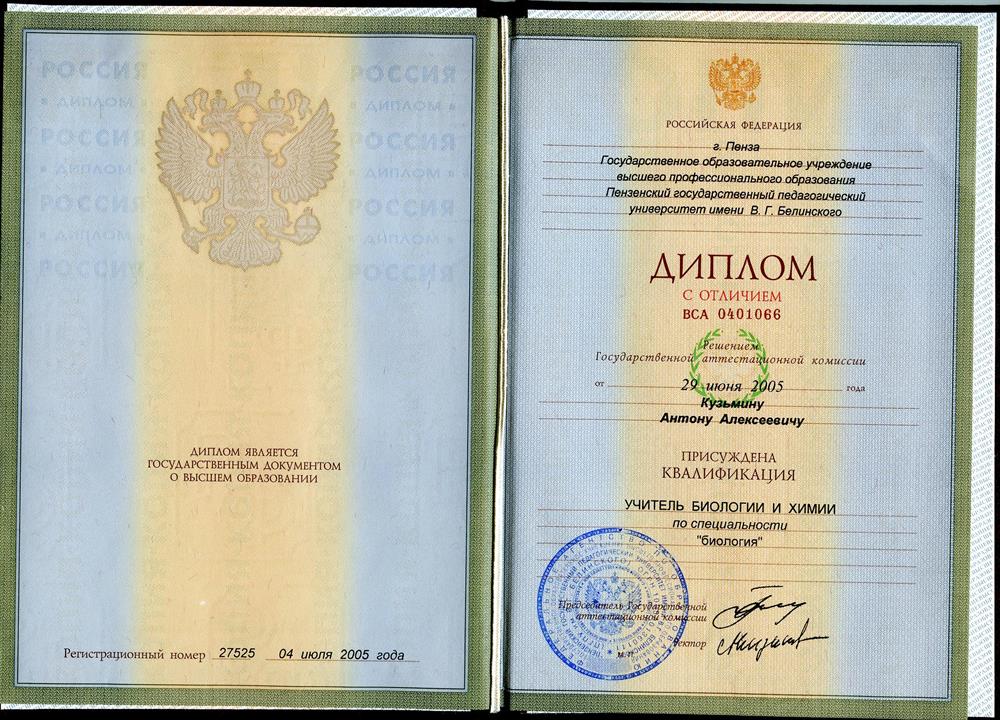 РОССИЯ РОССИЯ
ДИПЛОМ ДИПЛОМ
РОССИЯ РОССИЯ
ДИПЛОМ ДИПЛОМ
РОССИЯ РОССИЯ
ДИПЛОМ ДИПЛОМ
РОССИЯ РОССИЯ
ДИПЛОМ ЯВЛЯЕТСЯ
ГОСУДАРСТВЕННЫМ ДОКУМЕНТОМ
О ВЫСШЕМ ОБРАЗОВАНИИ
Регистрационный номер 27525 04 июля 2005 года
РОССИЙСКАЯ ФЕДЕРАЦИЯ
г. Пенза
Государственное образовательное учреждение
высшего профессионального образования
Пензенский государственный педагогический
университет имени В. Г. Белинского
ДИПЛОМ
С ОТЛИЧИЕМ
ВСА 0401066
Решением
Государственной аттестационной комиссии
от 29 июня 2005 года
Кузьмину
Антону Алексеевичу
ПРИСУЖДЕНА
КВАЛИФИКАЦИЯ
УЧИТЕЛЬ БИОЛОГИИ И ХИМИИ
по специальности
"биология"
Председатель Государственной
аттестационной комиссии
Ректор
М.П.